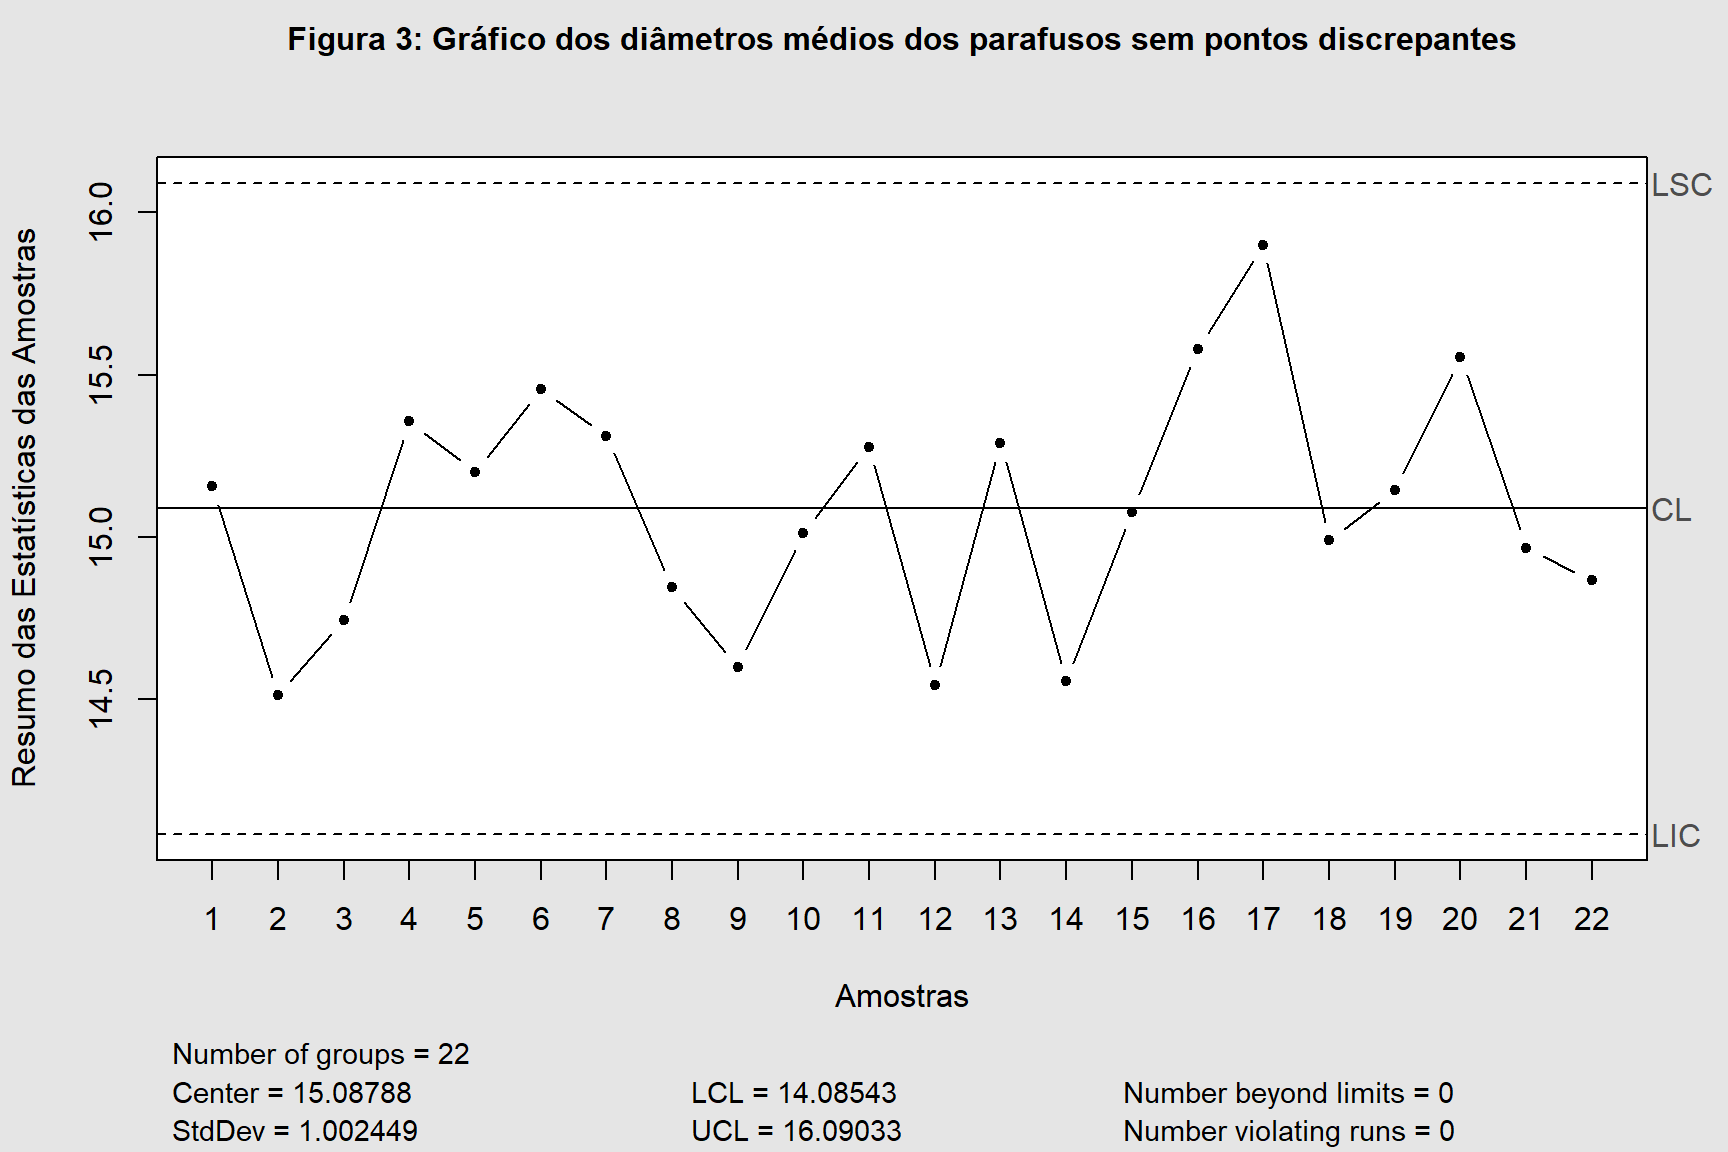 Figura 3: Gráfico dos diâmetros médios dos parafusos sem pontos discrepantes
Resumo das Estatísticas das Amostras
16.0
15.5
15.0
14.5
LSC
CL
LIC
1 2 3 4 5 6 7 8 9 10 11 12 13 14 15 16 17 18 19 20 21 22
Amostras
Number of groups = 22
Center = 15.08788 LCL = 14.08543 Number beyond limits = 0
StdDev = 1.002449 UCL = 16.09033 Number violating runs = 0